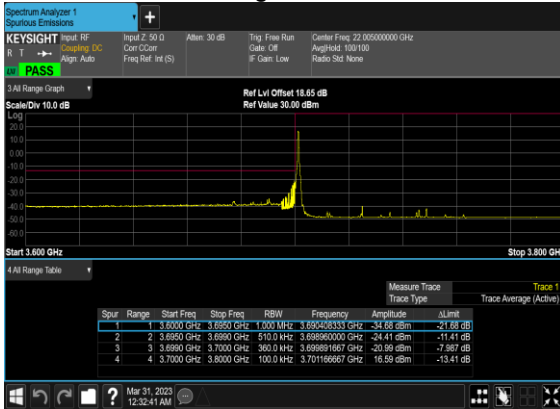 Spectrum Analyzer 1
Spurious Emissions
+
KEYSIGHT Input: RF Input Z: 50 Ω Atten: 30 dB Trig: Free Run Center Freq: 22.005000000 GHz
R T Coupling: DC Corr CCorr Gate: Off Avg|Hold: 100/100
Align: Auto Freq Ref: Int (S) IF Gain: Low Radio Std: None
PASS
3 All Range Graph
Ref Lvl Offset 18.65 dB
Scale/Div 10.0 dB Ref Value 30.00 dBm
Log
20.0
10.0
0.00
-10.0
-20.0
-30.0
-40.0
-50.0
-60.0
Start 3.600 GHz Stop 3.800 GH
4 All Range Table
Measure Trace Trace 1
Trace Type Trace Average (Active)
Spur Range Start Freq Stop Freq RBW Frequency Amplitude ΔLimit
1 1 3.6000 GHz 3.6950 GHz 1.000 MHz 3.690408333 GHz -34.68 dBm -21.68 dB
2 2 3.6950 GHz 3.6990 GHz 510.0 kHz 3.698960000 GHz -24.41 dBm -11.41 dB
3 3 3.6990 GHz 3.7000 GHz 360.0 kHz 3.699891667 GHz -20.99 dBm -7.987 dB
4 4 3.7000 GHz 3.8000 GHz 100.0 kHz 3.701166667 GHz 16.59 dBm -13.41 dB
? Mar 31, 2023
12:32:41 AM